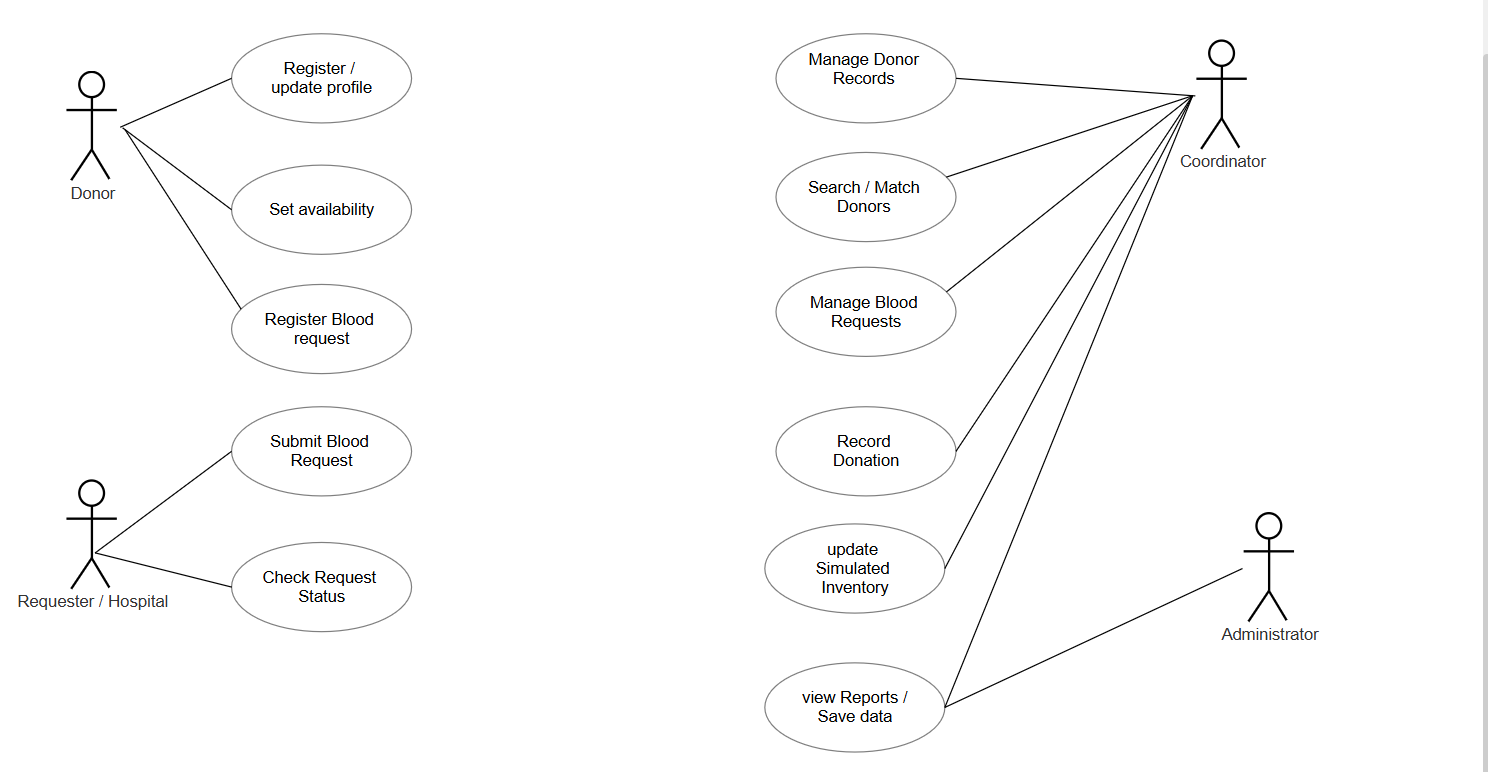 Register /
update profile
Donor
Set availability
Register Blood
request
Submit Blood
Request
Requester / Hospital
Check Request
Status
Manage Donor
Records
Coordinator
Search / Match
Donors
Manage Blood
Requests
Record
Donation
update
Simulated
Inventory
Administrator
view Reports /
Save data